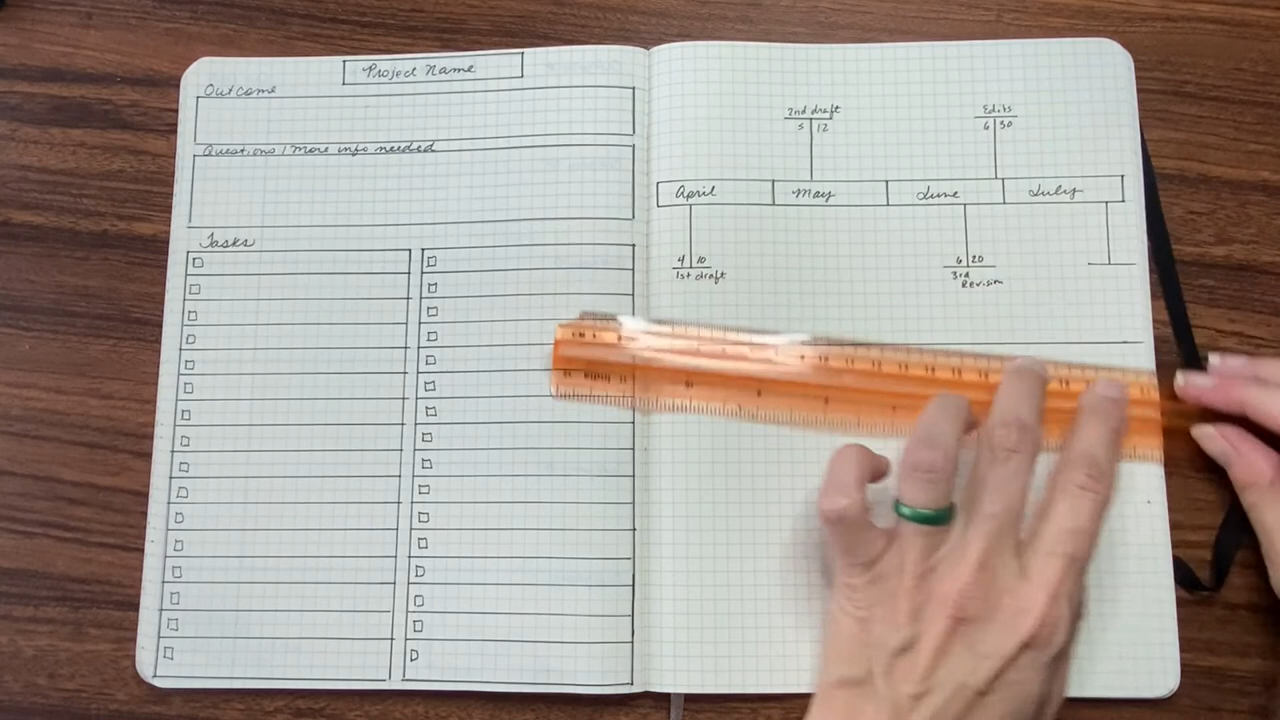 Project Name
Outcome
Questions / More info needed
Tasks
2nd draft
5 12
Edits
6 30
April May June July
4 10
1st draft
6 20
3rd
Revision